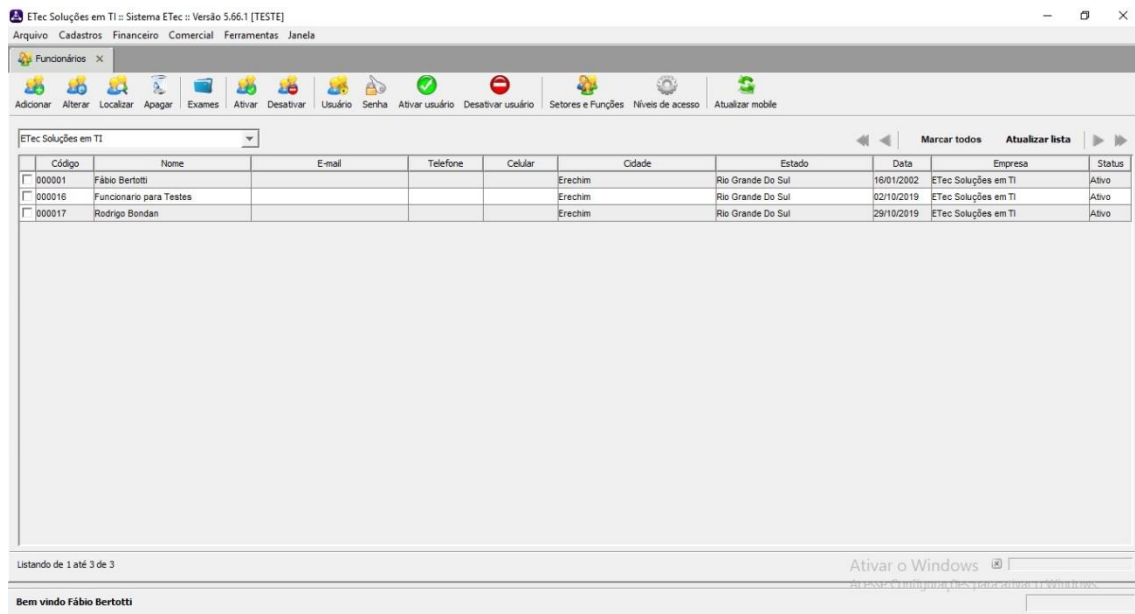 ETec Soluções em TI :: Sistema ETec :: Versão 5.66.1 [TESTE]
Arquivo Cadastros Financeiro Comercial Ferramentas Janela
Funcionários X
Adicionar Alterar Localizar Apagar Exames Ativar Desativar Usuário Senha Ativar usuário Desativar usuário Setores e Funções Níveis de acesso Atualizar mobile
ETec Soluções em TI Marcar todos Atualizar lista
Código Nome E-mail Telefone Celular Cidade Estado Data Empresa Status
000001 Fábio Bertotti Erechim Rio Grande Do Sul 16/01/2002 ETec Soluções em TI Ativo
000016 Funcionario para Testes Erechim Rio Grande Do Sul 02/10/2019 ETec Soluções em TI Ativo
000017 Rodrigo Bondan Erechim Rio Grande Do Sul 29/10/2019 ETec Soluções em TI Ativo
Listando de 1 até 3 de 3 Ativar o Windows
Acesse Configurações para ativar o Windows.
Bem vindo Fábio Bertotti